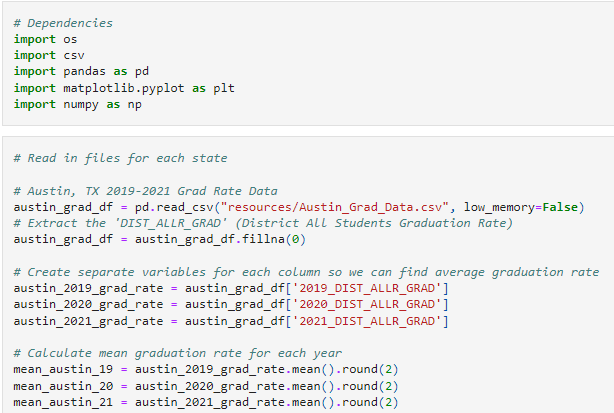 # Dependencies
import os
import csv
import pandas as pd
import matplotlib.pyplot as plt
import numpy as np
# Read in files for each state
# Austin, TX 2019-2021 Grad Rate Data
austin_grad_df = pd.read_csv("resources/Austin_Grad_Data.csv", low_memory=False)
# Extract the 'DIST_ALLR_GRAD' (District All Students Graduation Rate)
austin_grad_df = austin_grad_df.fillna(0)
# Create separate variables for each column so we can find average graduation rate
austin_2019_grad_rate = austin_grad_df['2019_DIST_ALLR_GRAD']
austin_2020_grad_rate = austin_grad_df['2020_DIST_ALLR_GRAD']
austin_2021_grad_rate = austin_grad_df['2021_DIST_ALLR_GRAD']
# Calculate mean graduation rate for each year
mean_austin_19 = austin_2019_grad_rate.mean().round(2)
mean_austin_20 = austin_2020_grad_rate.mean().round(2)
mean_austin_21 = austin_2021_grad_rate.mean().round(2)